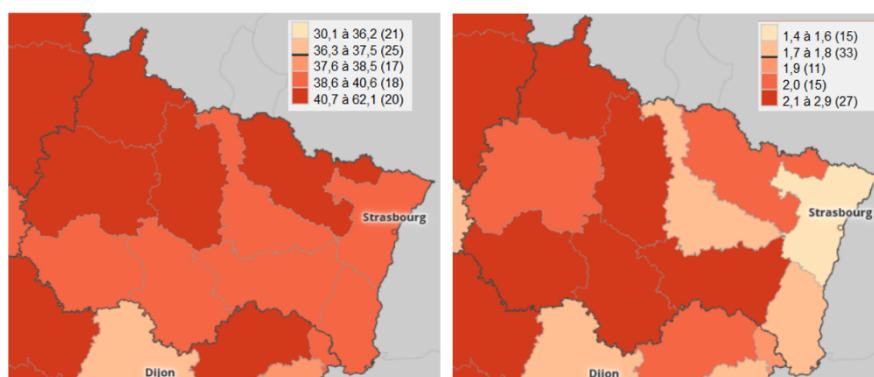 30,1 à 36,2 (21)
36,3 à 37,5 (25)
37,6 à 38,5 (17)
38,6 à 40,6 (18)
40,7 à 62,1 (20)
Strasbourg
Dijon
1,4 à 1,6 (15)
1,7 à 1,8 (33)
1,9 (11)
2,0 (15)
2,1 à 2,9 (27)
Strasbourg
Dijon